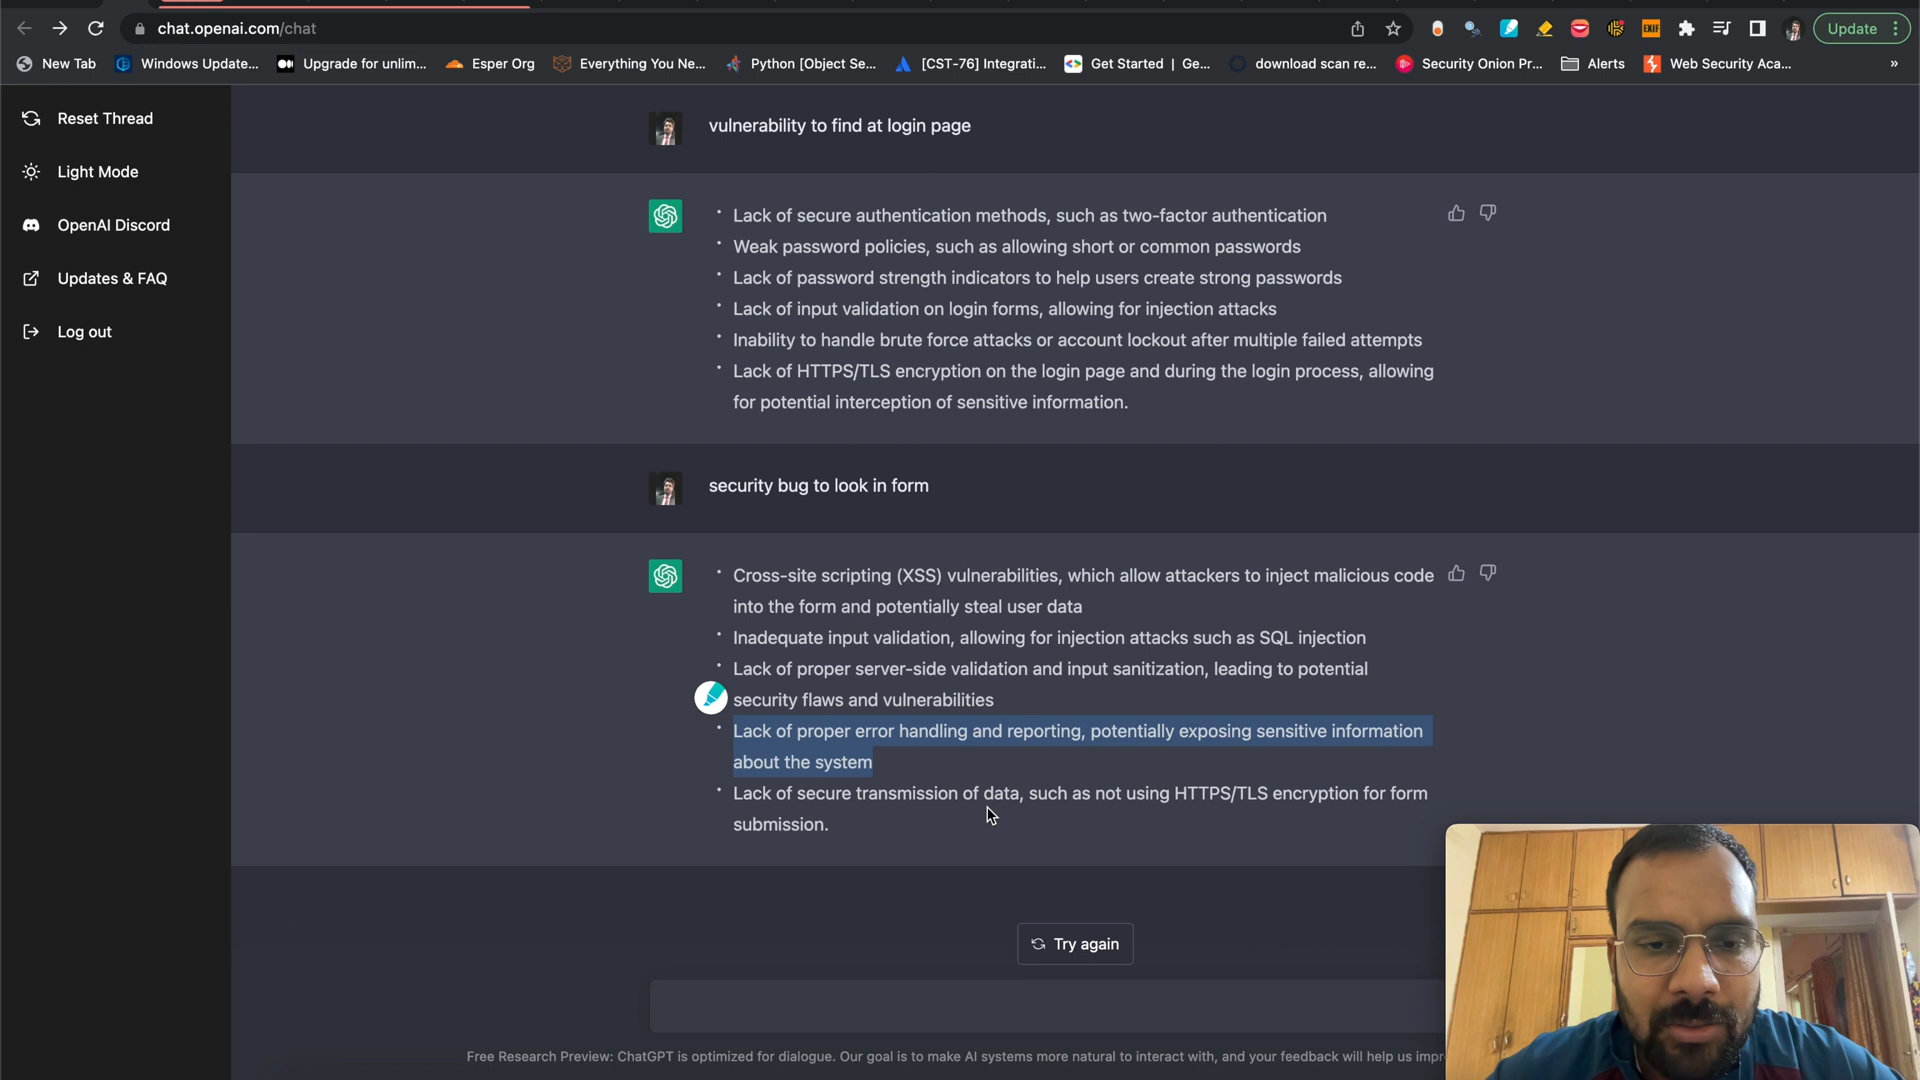 chat.openai.com/chat
Update
New Tab
Windows Update...
Upgrade for unlim...
Esper Org
Everything You Ne...
Python [Object Se...
[CST-76] Integrati...
Get Started | Ge...
download scan re...
Security Onion Pr...
Alerts
Web Security Aca...
»
Reset Thread
Light Mode
OpenAI Discord
Updates & FAQ
Log out
vulnerability to find at login page
• Lack of secure authentication methods, such as two-factor authentication
• Weak password policies, such as allowing short or common passwords
• Lack of password strength indicators to help users create strong passwords
• Lack of input validation on login forms, allowing for injection attacks
• Inability to handle brute force attacks or account lockout after multiple failed attempts
• Lack of HTTPS/TLS encryption on the login page and during the login process, allowing
for potential interception of sensitive information.
security bug to look in form
• Cross-site scripting (XSS) vulnerabilities, which allow attackers to inject malicious code
into the form and potentially steal user data
• Inadequate input validation, allowing for injection attacks such as SQL injection
• Lack of proper server-side validation and input sanitization, leading to potential
security flaws and vulnerabilities
• Lack of proper error handling and reporting, potentially exposing sensitive information
about the system
• Lack of secure transmission of data, such as not using HTTPS/TLS encryption for form
submission.
Try again
Free Research Preview: ChatGPT is optimized for dialogue. Our goal is to make AI systems more natural to interact with, and your feedback will help us impr
EXIF